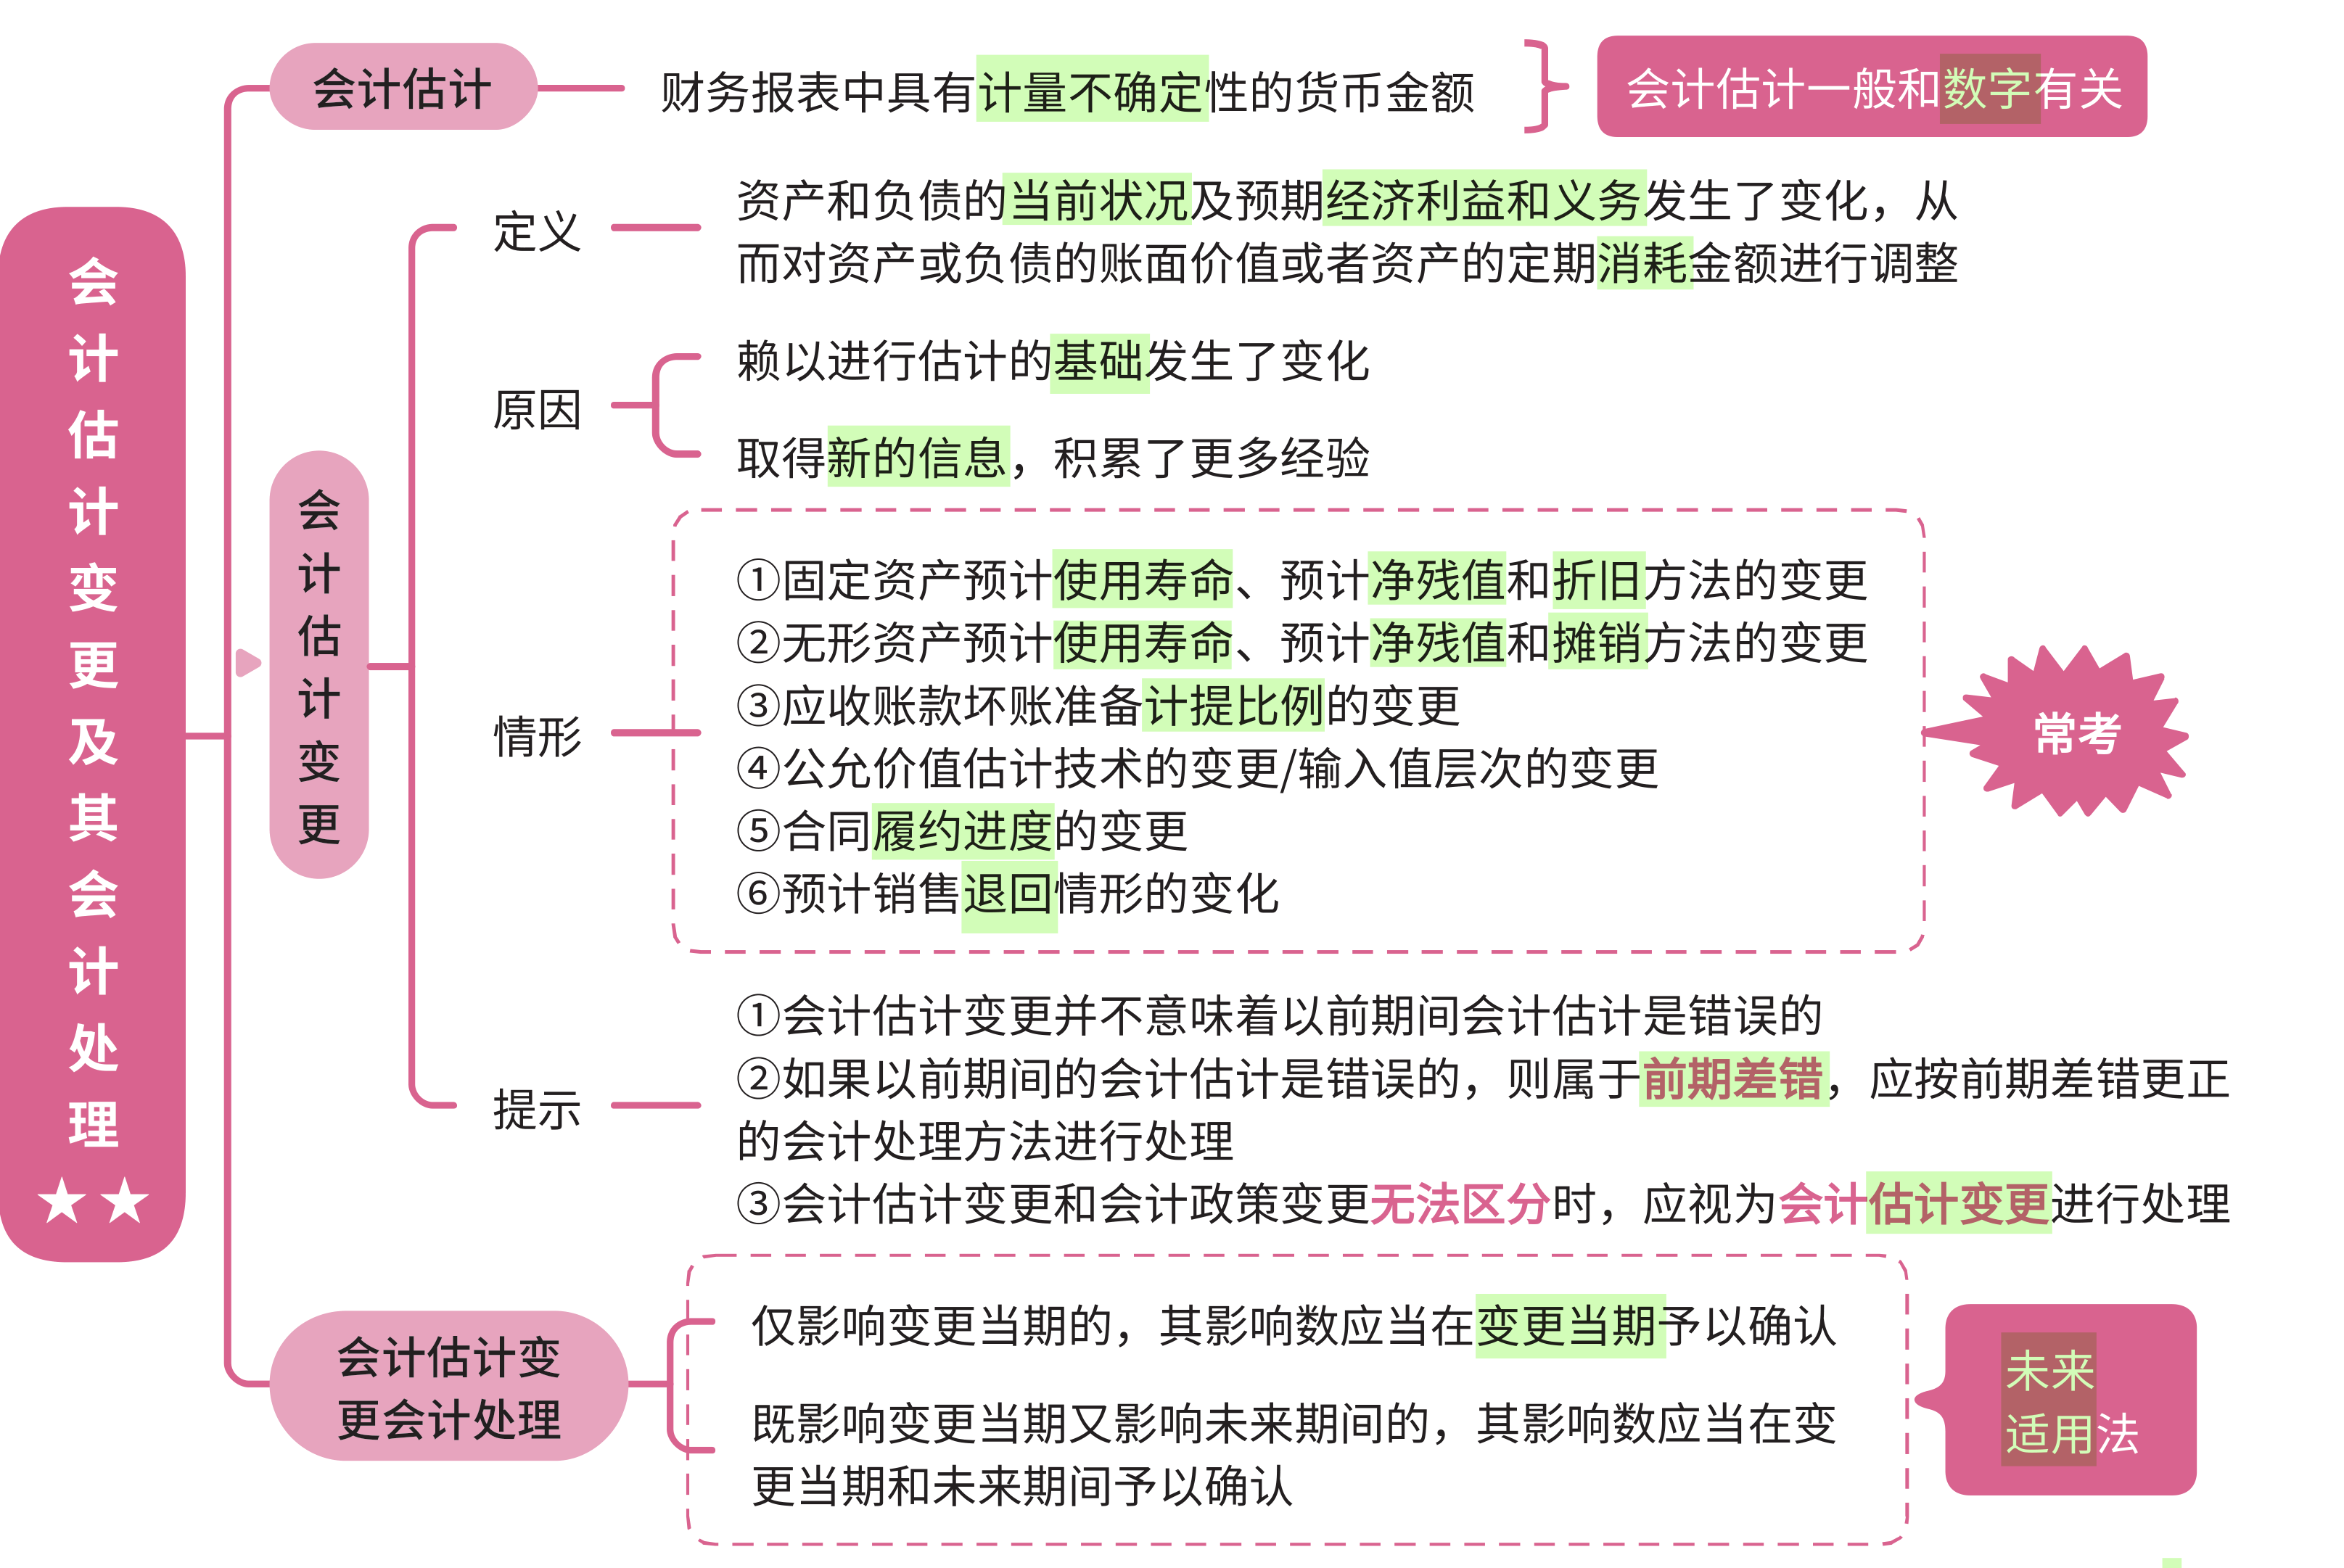 会计估计变更及其会计处理
★★
会计估计
财务报表中具有计量不确定性的货币金额
会计估计一般和数字有关
会计估计变更
定义
资产和负债的当前状况及预期经济利益和义务发生了变化，从
而对资产或负债的账面价值或者资产的定期消耗金额进行调整
原因
赖以进行估计的基础发生了变化
取得新的信息，积累了更多经验
情形
①固定资产预计使用寿命、预计净残值和折旧方法的变更
②无形资产预计使用寿命、预计净残值和摊销方法的变更
③应收账款坏账准备计提比例的变更
④公允价值估计技术的变更/输入值层次的变更
⑤合同履约进度的变更
⑥预计销售退回情形的变化
常考
提示
①会计估计变更并不意味着以前期间会计估计是错误的
②如果以前期间的会计估计是错误的，则属于前期差错，应按前期差错更正
的会计处理方法进行处理
③会计估计变更和会计政策变更无法区分时，应视为会计估计变更进行处理
会计估计变
更会计处理
仅影响变更当期的，其影响数应当在变更当期予以确认
既影响变更当期又影响未来期间的，其影响数应当在变
更当期和未来期间予以确认
未来
适用法